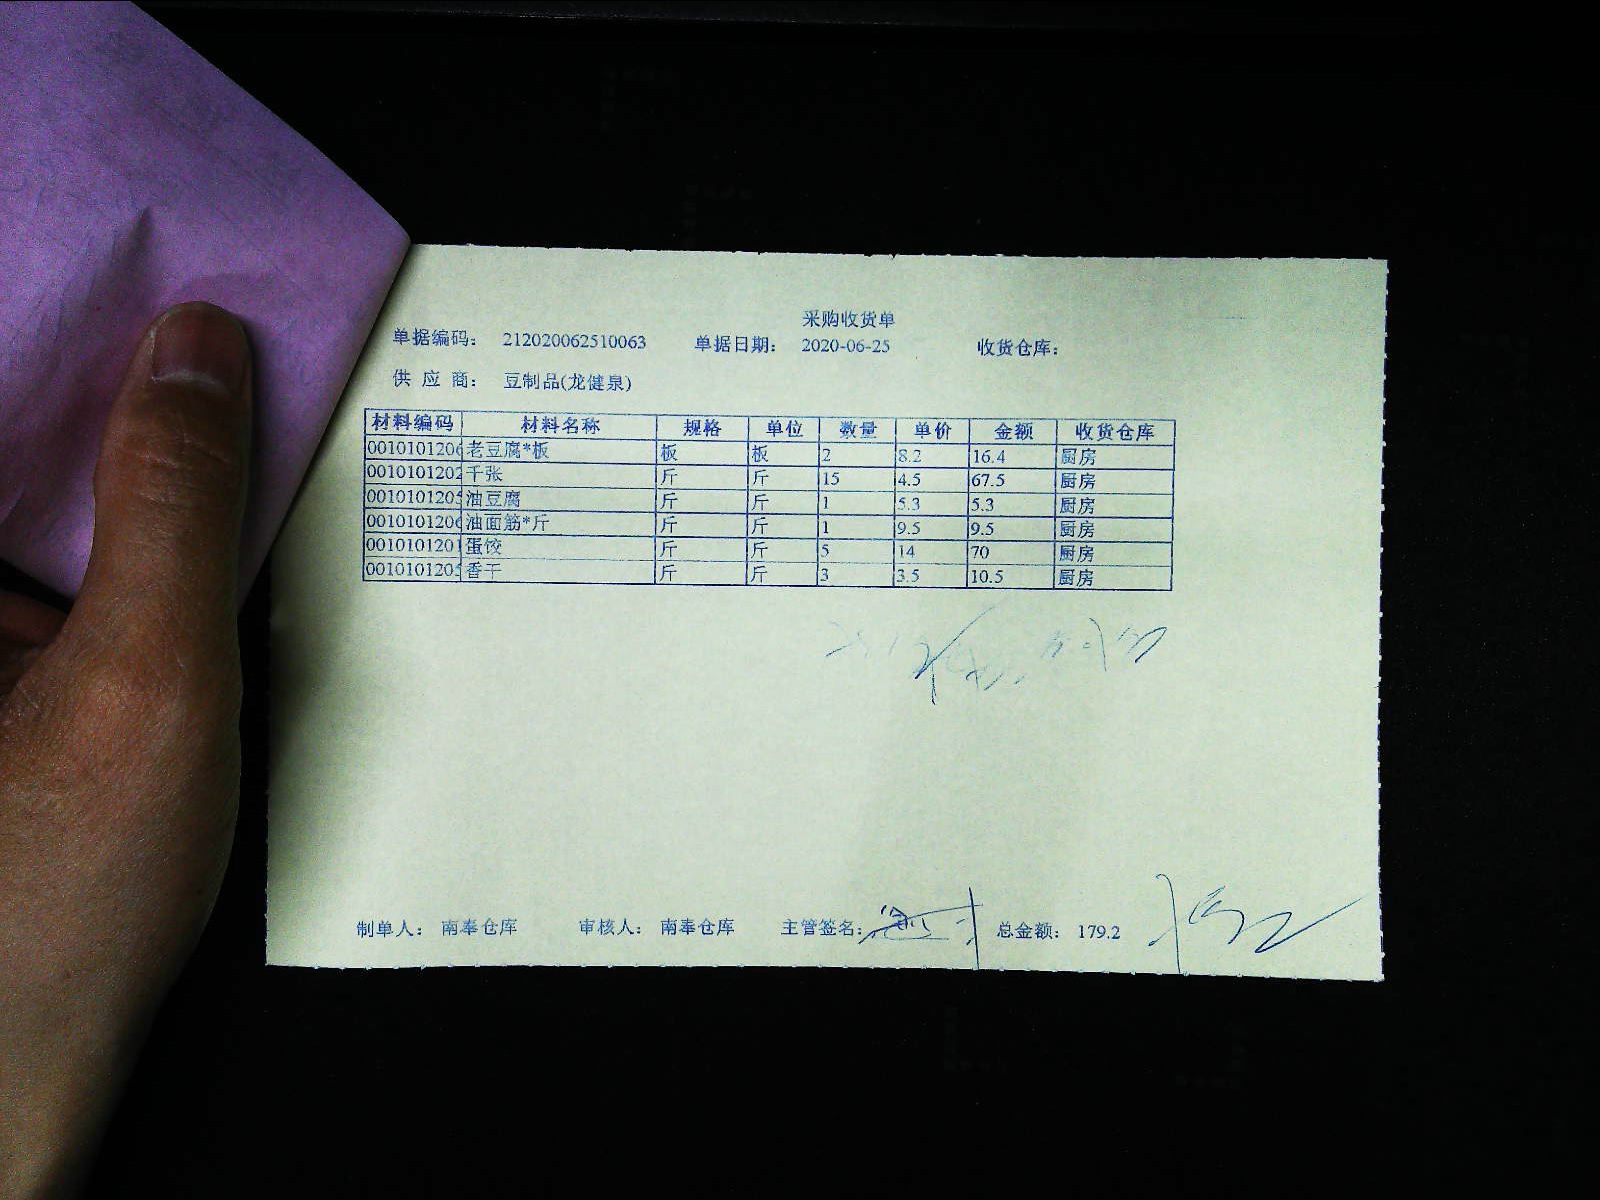 采购收货单
单据编码： 212020062510063 单据日期： 2020-06-25 收货仓库：
供 应 商： 豆制品(龙健泉)
材料编码 材料名称 规格 单位 数量 单价 金额 收货仓库
0010101206 老豆腐*板 板 板 2 8.2 16.4 厨房
0010101202 千张 斤 斤 15 4.5 67.5 厨房
0010101205 油豆腐 斤 斤 1 5.3 5.3 厨房
0010101206 油面筋*斤 斤 斤 1 9.5 9.5 厨房
0010101201 蛋饺 斤 斤 5 14 70 厨房
0010101205 香干 斤 斤 3 3.5 10.5 厨房
制单人： 南奉仓库 审核人： 南奉仓库 主管签名： 总金额： 179.2